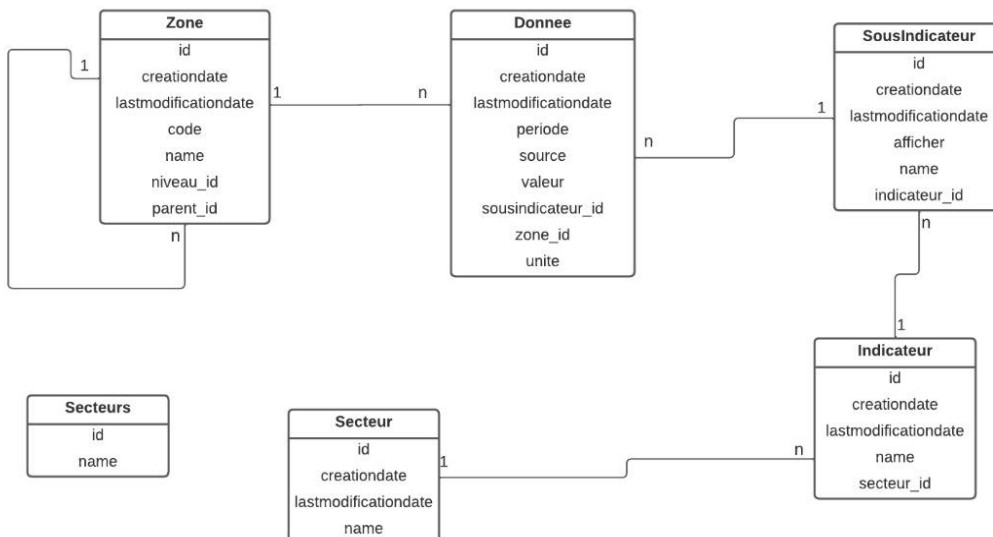 Zone
id
creationdate
lastmodificationdate
code
name
niveau_id
parent_id
1
n
1
n
Donnee
id
creationdate
lastmodificationdate
periode
source
valeur
sousindicateur_id
zone_id
unite
n
1
SousIndicateur
id
creationdate
lastmodificationdate
afficher
name
indicateur_id
n
1
Indicateur
id
creationdate
lastmodificationdate
name
secteur_id
n
1
Secteur
id
creationdate
lastmodificationdate
name
Secteurs
id
name